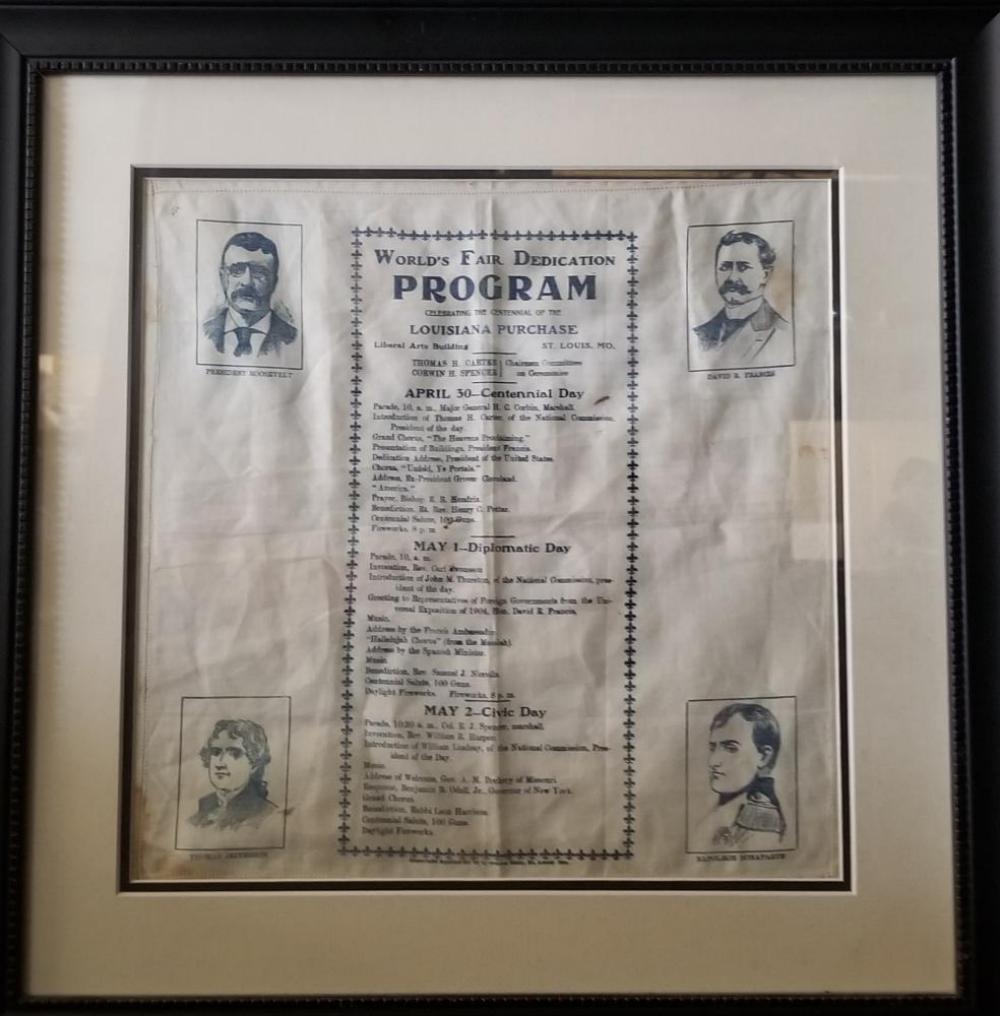 WORLD'S FAIR DEDICATION
PROGRAM
CELEBRATING THE CENTENNIAL OF THE
LOUISIANA PURCHASE
Liberal Arts Building ST. LOUIS, MO.
THOMAS H. CARTER Chairmen Committee
CORWIN H. SPENCER on Ceremonies
APRIL 30—Centennial Day
Parade, 10, a. m., Major General H. C. Corbin, Marshall.
Introduction of Thomas H. Carter, of the National Commission,
President of the day.
Grand Chorus, "The Heavens Proclaiming."
Presentation of Buildings, President Francis.
Dedication Address, President of the United States.
Chorus, "Unfold, Ye Portals."
Address, Ex-President Grover Cleveland.
"America."
Prayer, Bishop E. R. Hendrix.
Benediction, Rt. Rev. Henry C. Potter.
Centennial Salute, 100 Guns.
Fireworks, 8 p. m.
MAY 1—Diplomatic Day
Parade, 10, a. m.
Invocation, Rev. Carl Swensson
Introduction of John M. Thurston, of the National Commission, pres-
ident of the day.
Greeting to Representatives of Foreign Governments from the Uni-
versal Exposition of 1904, Hon. David R. Francis.
Music.
Address by the French Ambassador.
"Hallelujah Chorus" (from the Messiah).
Address by the Spanish Minister.
Music
Benediction, Rev. Samuel J. Niccolls.
Centennial Salute, 100 Guns.
Daylight Fireworks. Fireworks, 8 p. m.
MAY 2—Civic Day
Parade, 10:30 a. m., Col. E. J. Spencer, marshall.
Invocation, Rev. William R. Harper.
Introduction of William Lindsay, of the National Commission, Pres-
ident of the Day.
Music.
Address of Welcome, Gov. A. M. Dockery of Missouri.
Response, Benjamin B. Odell, Jr., Governor of New York.
Grand Chorus.
Benediction, Rabbi Leon Harrison.
Centennial Salute, 100 Guns.
Daylight Fireworks.
PRESIDENT ROOSEVELT
DAVID R. FRANCIS
THOMAS JEFFERSON
NAPOLEON BONAPARTE